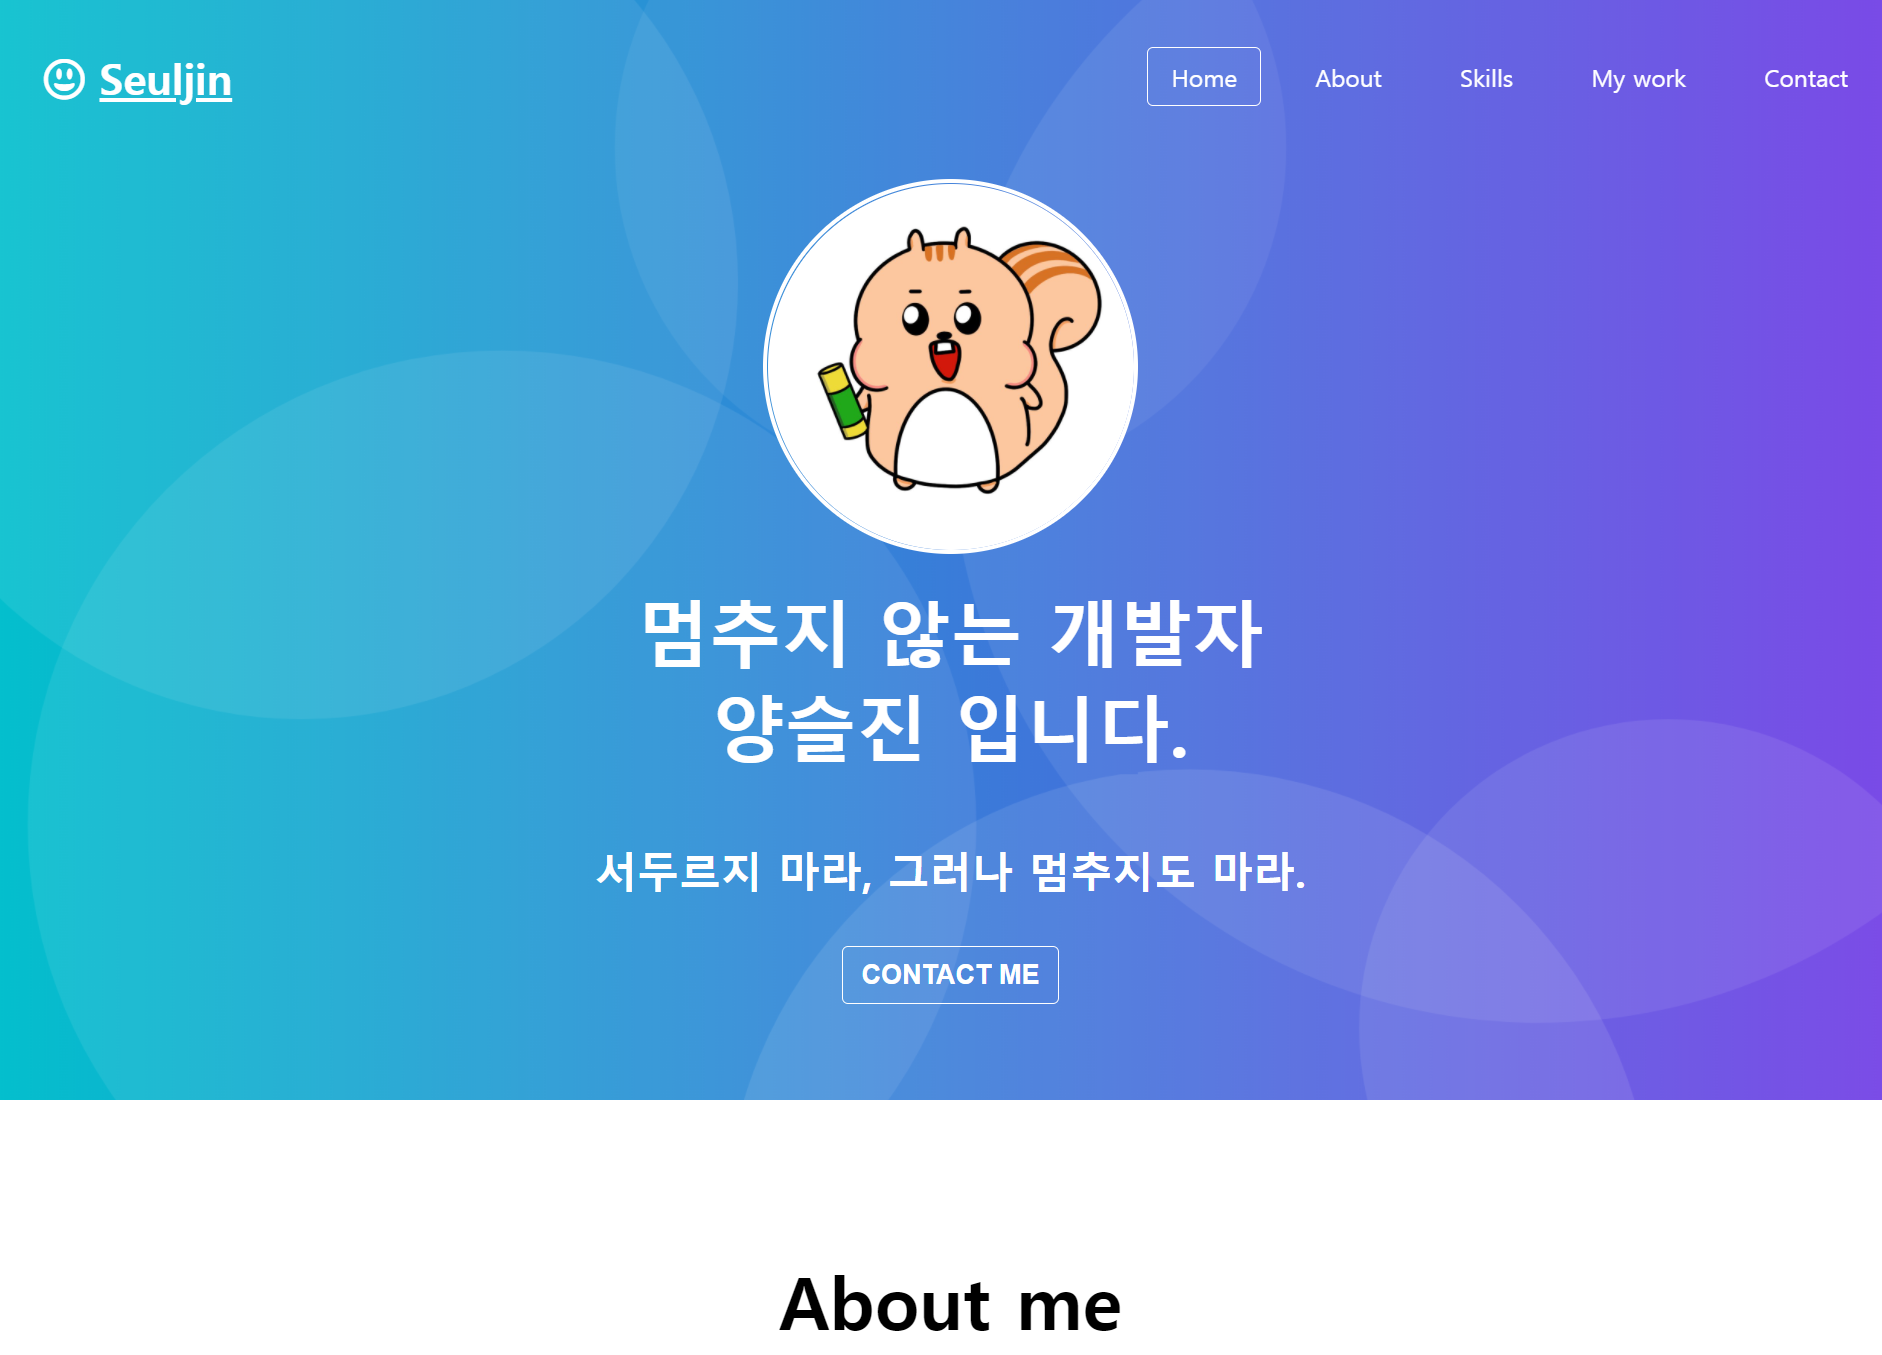 Seuljin
Home About Skills My work Contact
멈추지 않는 개발자
양슬진 입니다.
서두르지 마라, 그러나 멈추지도 마라.
CONTACT ME
About me